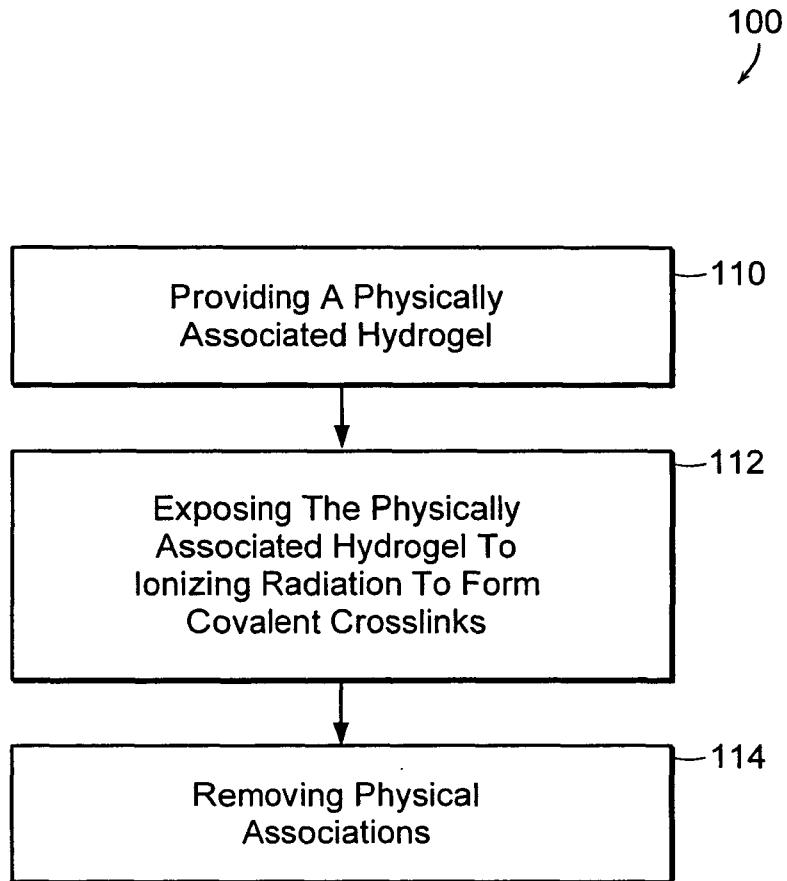 100
Providing A Physically
Associated Hydrogel
110
Exposing The Physically
Associated Hydrogel To
Ionizing Radiation To Form
Covalent Crosslinks
112
Removing Physical
Associations
114